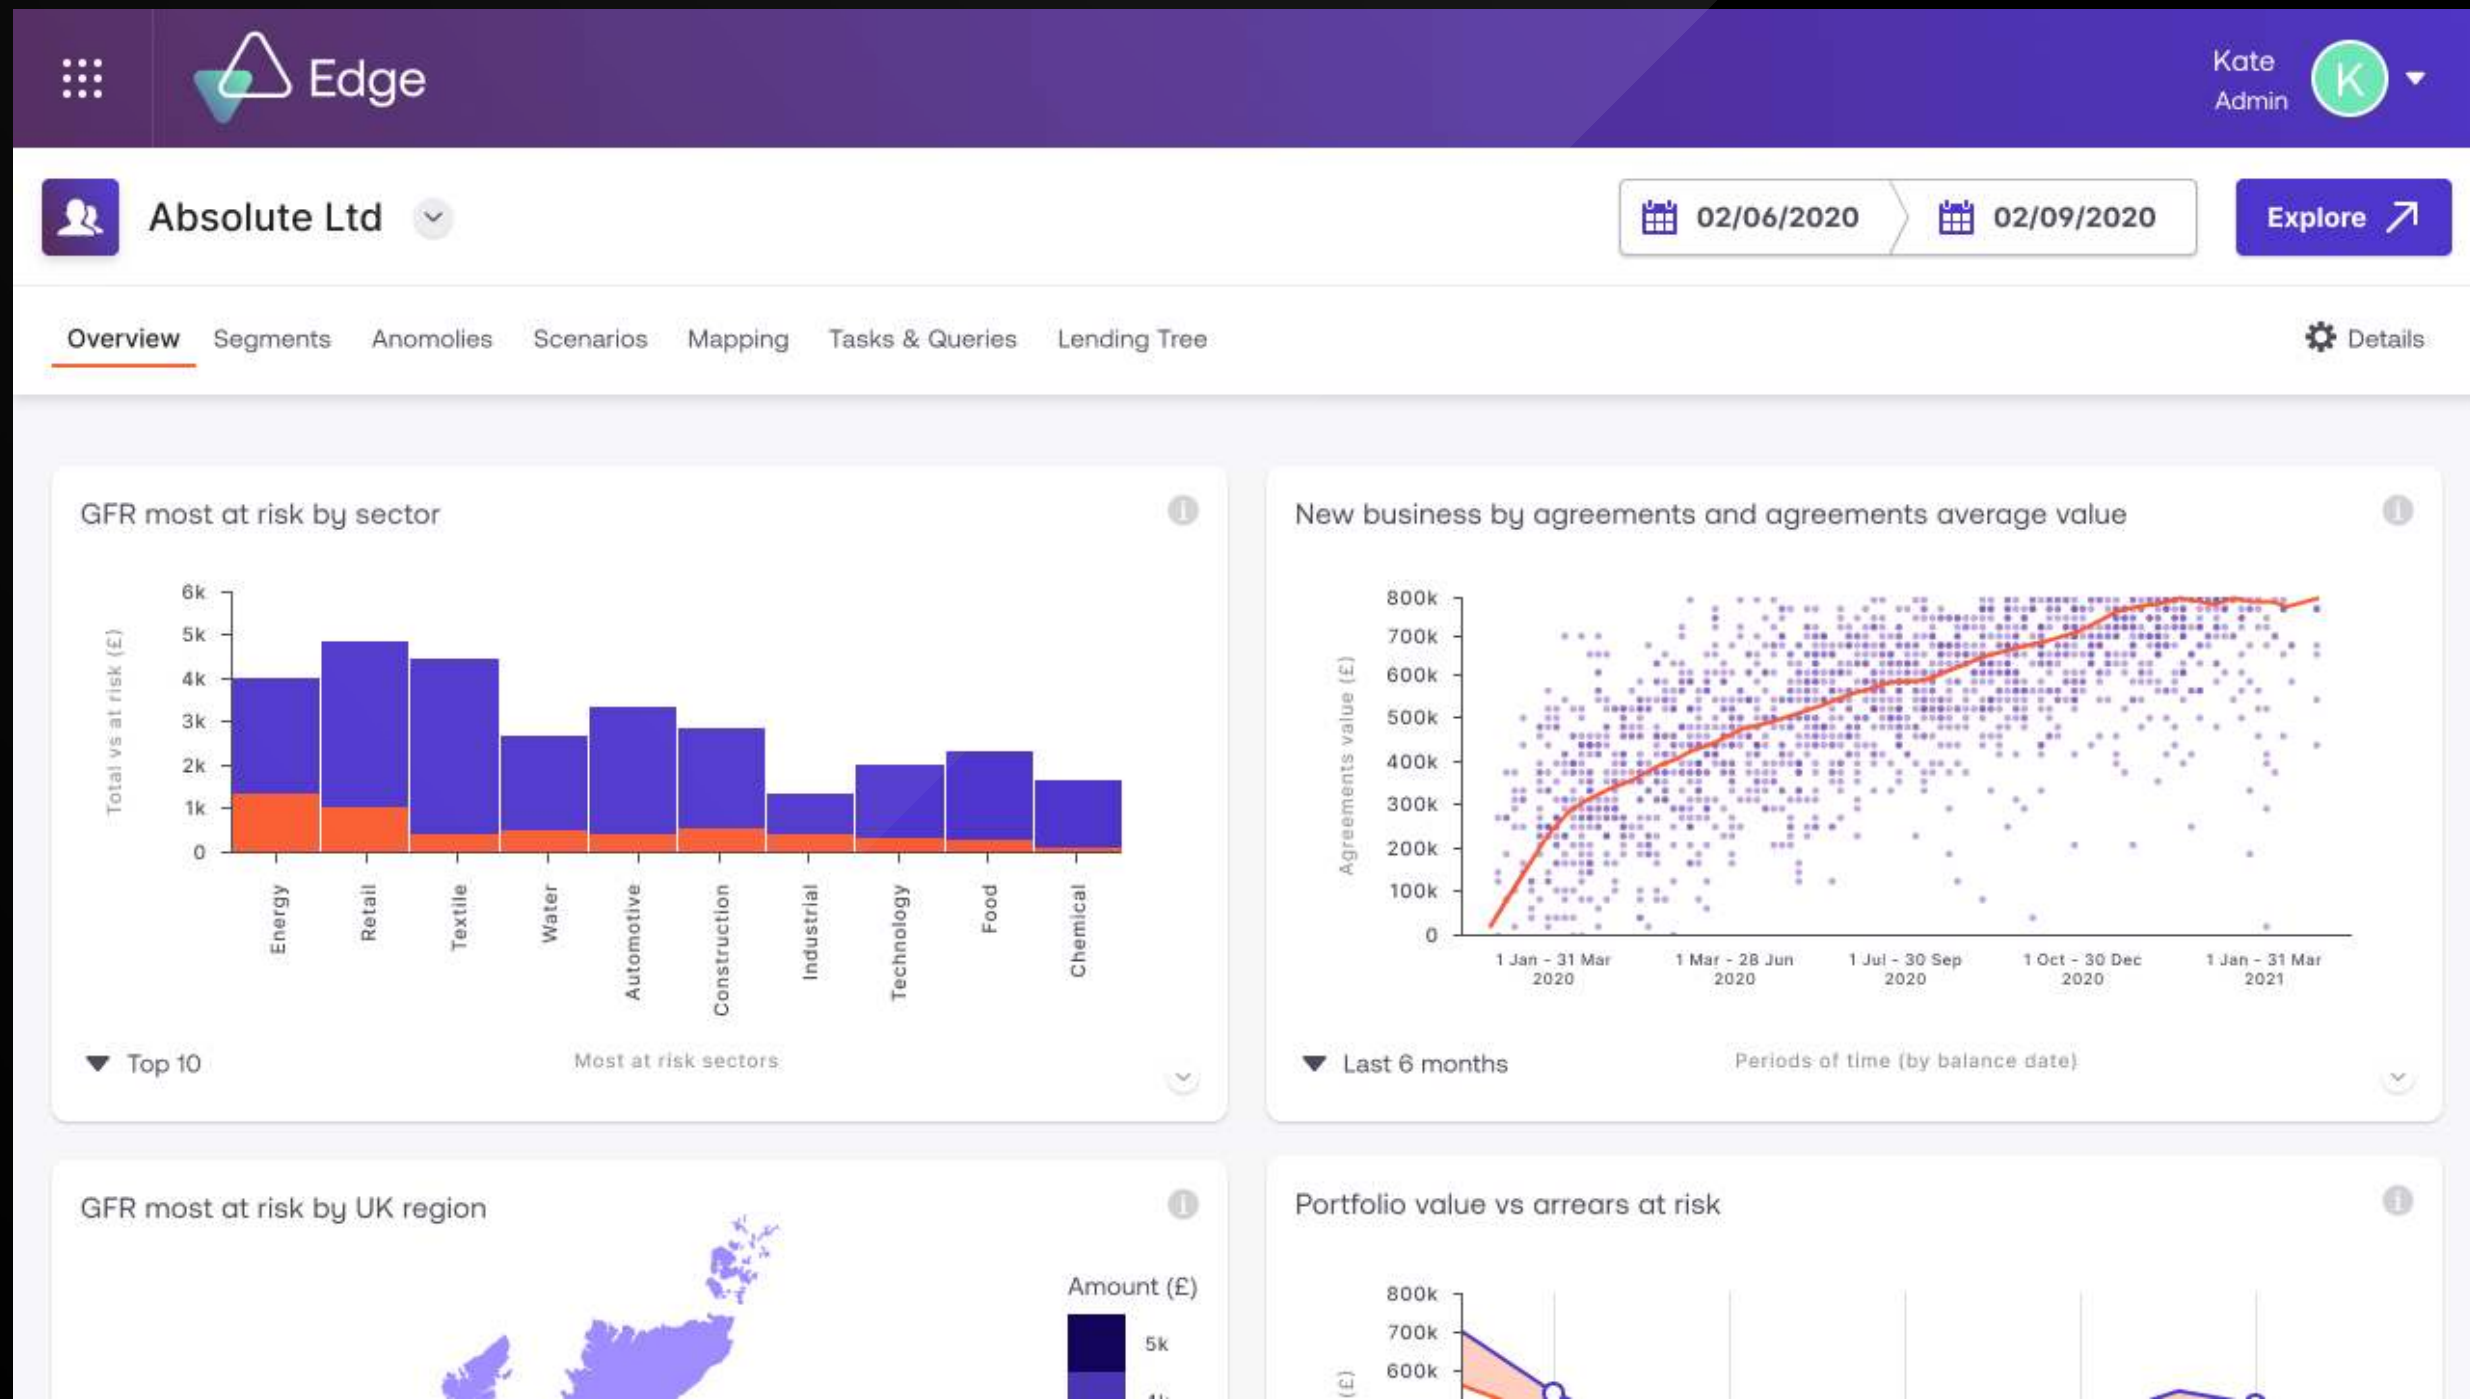 Edge
Kate
Admin
K
Absolute Ltd
02/06/2020
02/09/2020
Explore
Overview
Segments
Anomolies
Scenarios
Mapping
Tasks & Queries
Lending Tree
Details
GFR most at risk by sector
Total vs at risk (£)
6k
5k
4k
3k
2k
1k
0
Energy
Retail
Textile
Water
Automotive
Construction
Industrial
Technology
Food
Chemical
Top 10
Most at risk sectors
New business by agreements and agreements average value
Agreements value (£)
800k
700k
600k
500k
400k
300k
200k
100k
0
1 Jan - 31 Mar
2020
1 Mar - 28 Jun
2020
1 Jul - 30 Sep
2020
1 Oct - 30 Dec
2020
1 Jan - 31 Mar
2021
Last 6 months
Periods of time (by balance date)
GFR most at risk by UK region
Amount (£)
5k
Portfolio value vs arrears at risk
800k
700k
600k
(£)